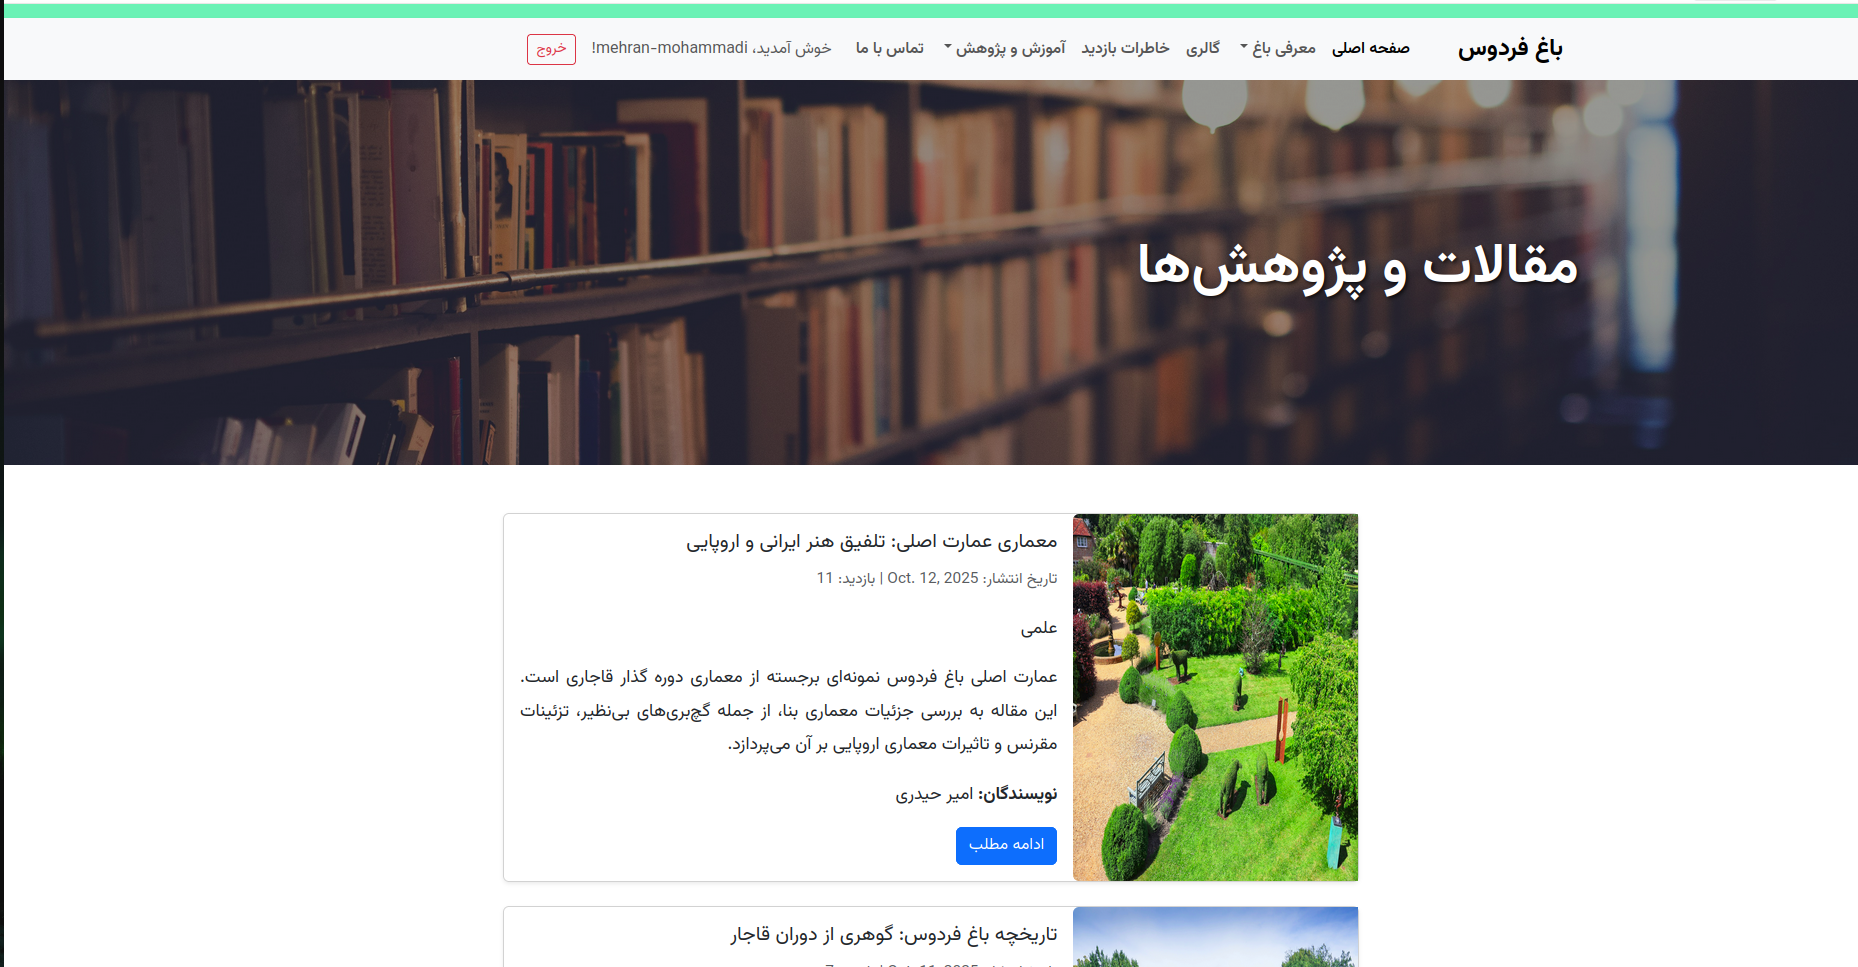 باغ فردوس
صفحه اصلی معرفی باغ گالری خاطرات بازدید آموزش و پژوهش تماس با ما خوش آمدید، mehran-mohammadi! خروج
مقالات و پژوهش‌ها
معماری عمارت اصلی: تلفیق هنر ایرانی و اروپایی
تاریخ انتشار: Oct. 12, 2025 | بازدید: 11
علمی
عمارت اصلی باغ فردوس نمونه‌ای برجسته از معماری دوره گذار قاجاری است.
این مقاله به بررسی جزئیات معماری بنا، از جمله گچ‌بری‌های بی‌نظیر، تزئینات
مقرنس و تاثیرات معماری اروپایی بر آن می‌پردازد.
نویسندگان: امیر حیدری
ادامه مطلب
تاریخچه باغ فردوس: گوهری از دوران قاجار